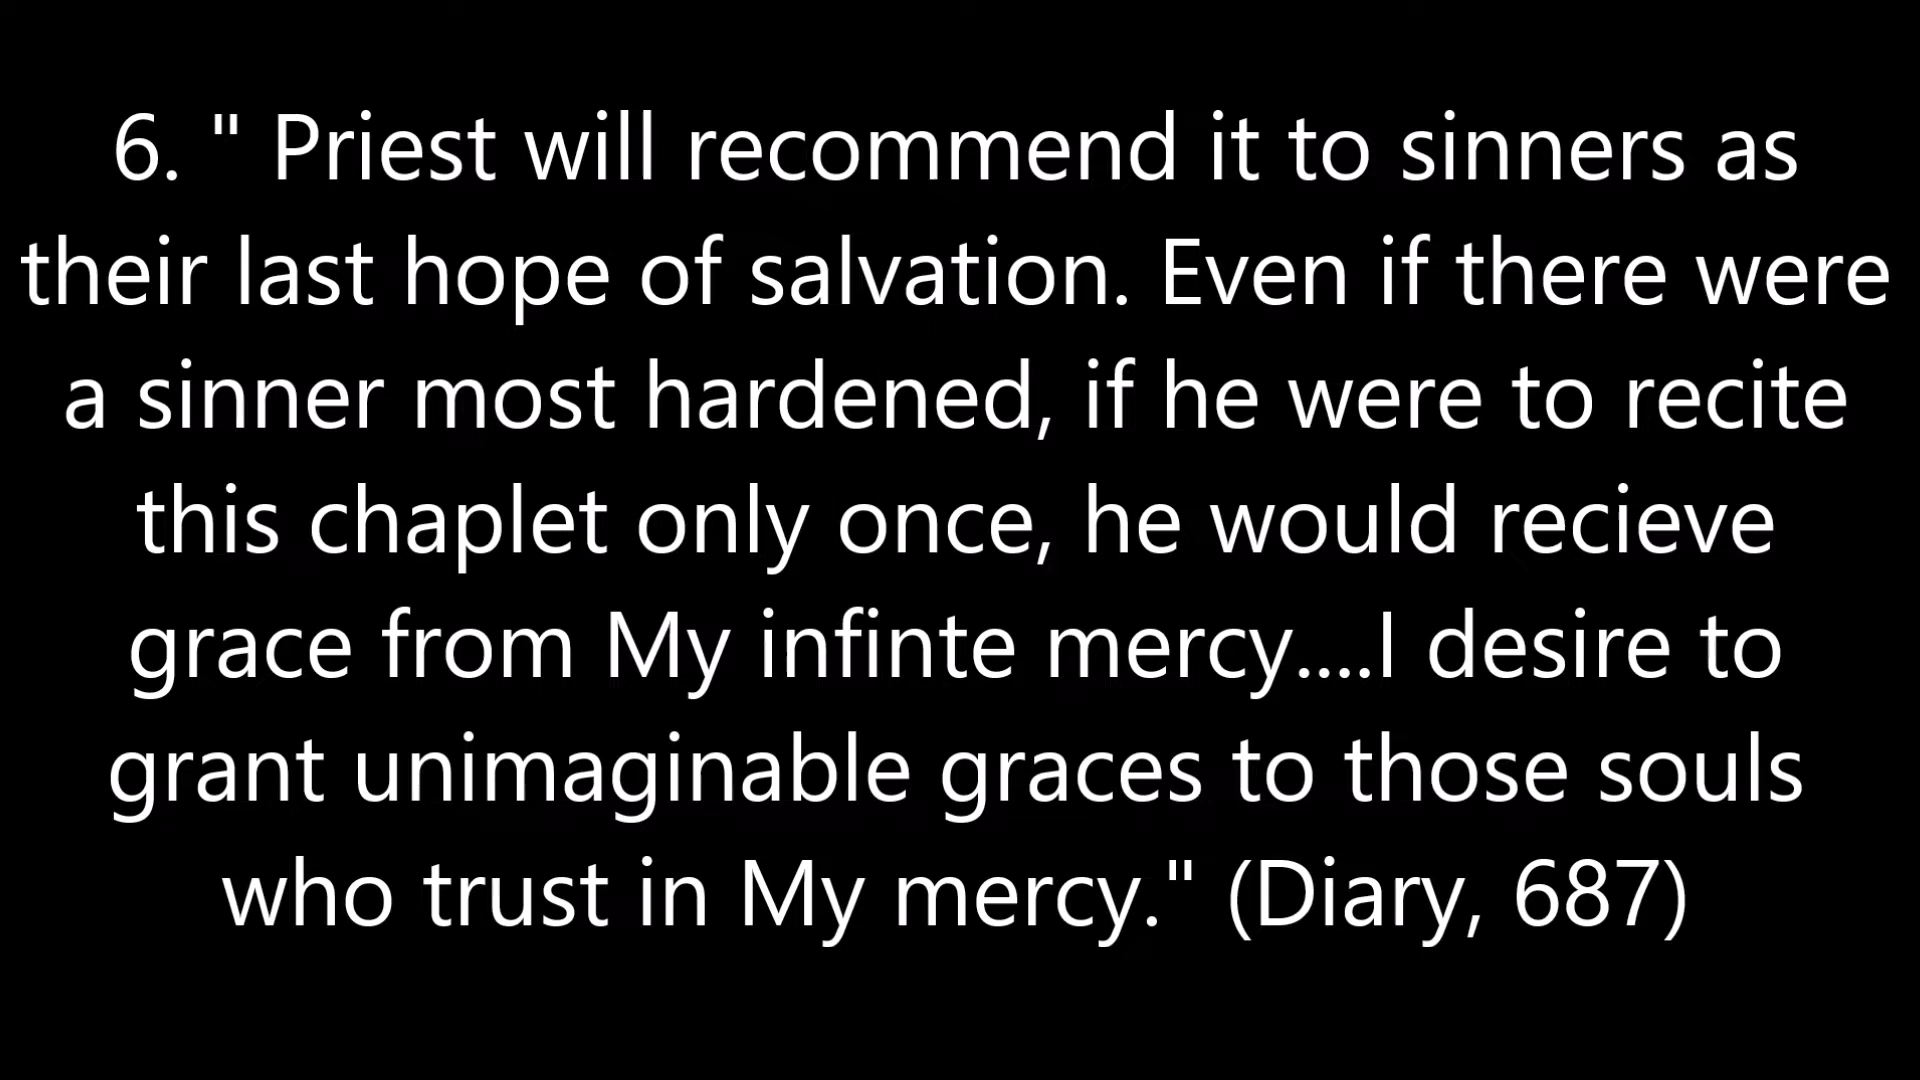 6. " Priest will recommend it to sinners as
their last hope of salvation. Even if there were
a sinner most hardened, if he were to recite
this chaplet only once, he would recieve
grace from My infinte mercy....I desire to
grant unimaginable graces to those souls
who trust in My mercy." (Diary, 687)